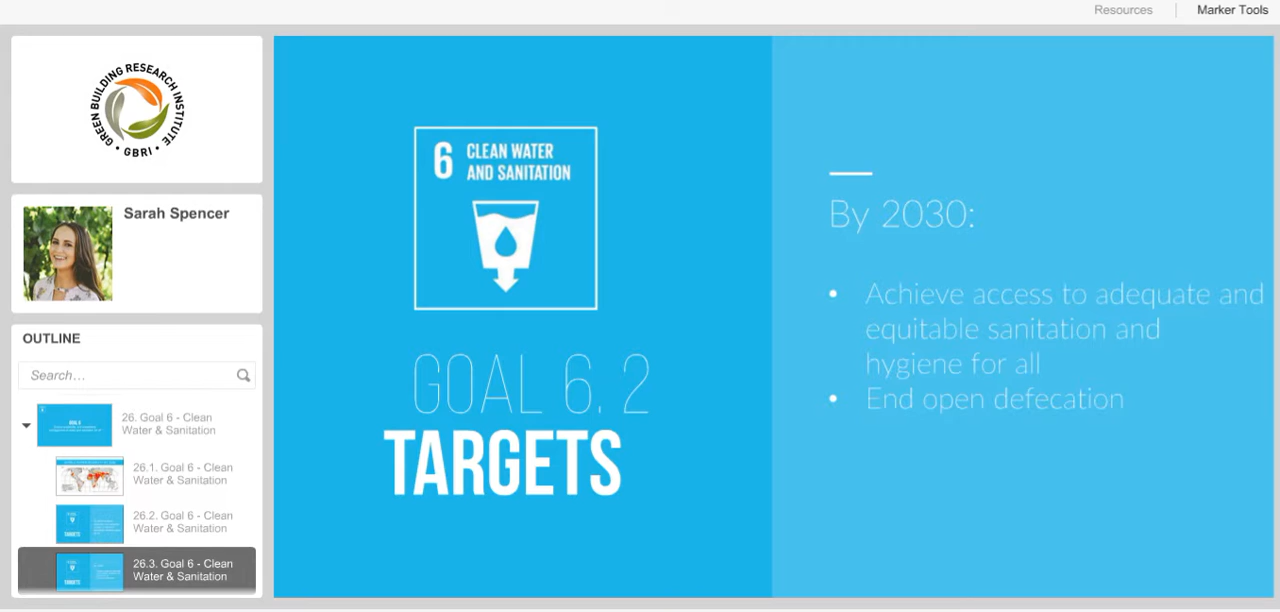 Resources
Marker Tools
GREEN BUILDING RESEARCH INSTITUTE
• GBRI •
Sarah Spencer
OUTLINE
Search...
26. Goal 6 - Clean
Water & Sanitation
26.1. Goal 6 - Clean
Water & Sanitation
26.2. Goal 6 - Clean
Water & Sanitation
26.3. Goal 6 - Clean
Water & Sanitation
6 CLEAN WATER
AND SANITATION
GOAL 6. 2
TARGETS
By 2030:
• Achieve access to adequate and
equitable sanitation and
hygiene for all
• End open defecation